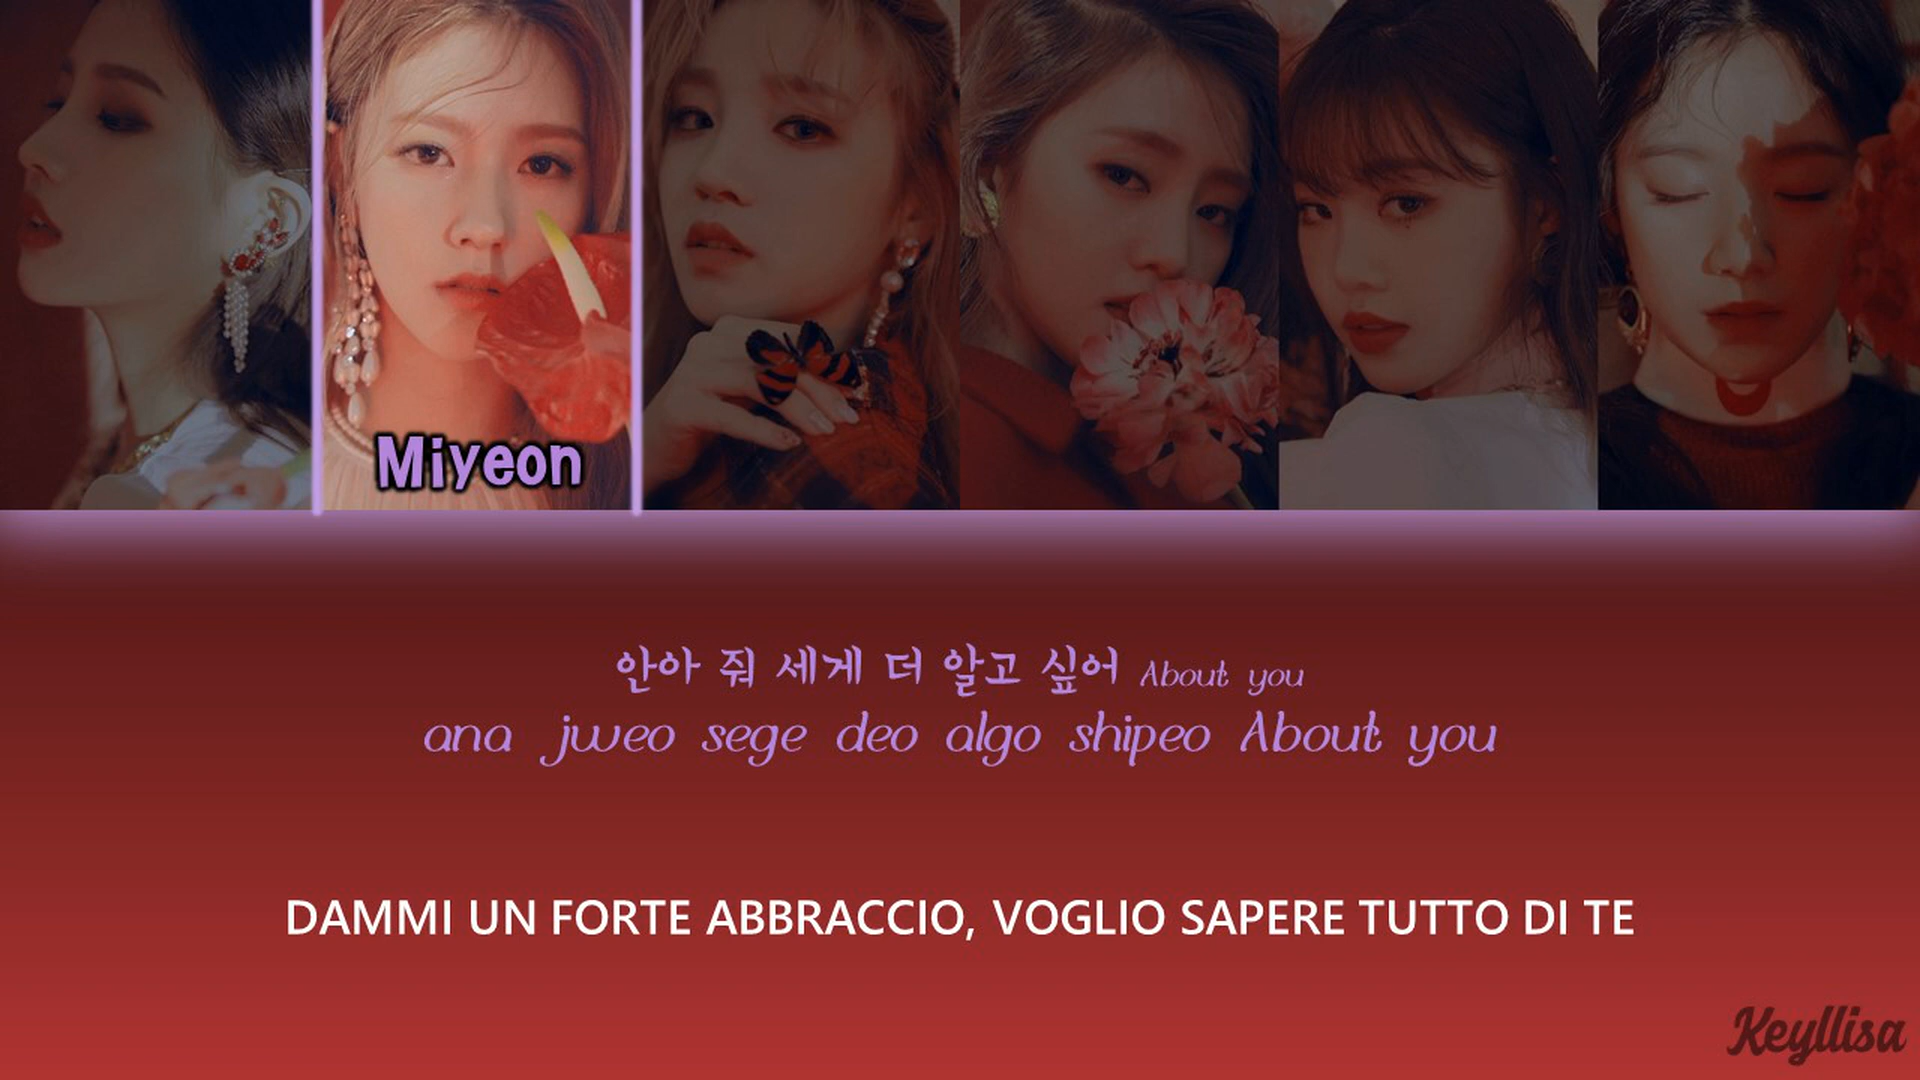 Miyeon
안아 줘 세게 더 알고 싶어 About you
ana jweo sege deo algo shipeo About you
DAMMI UN FORTE ABBRACCIO, VOGLIO SAPERE TUTTO DI TE
Keyllisa